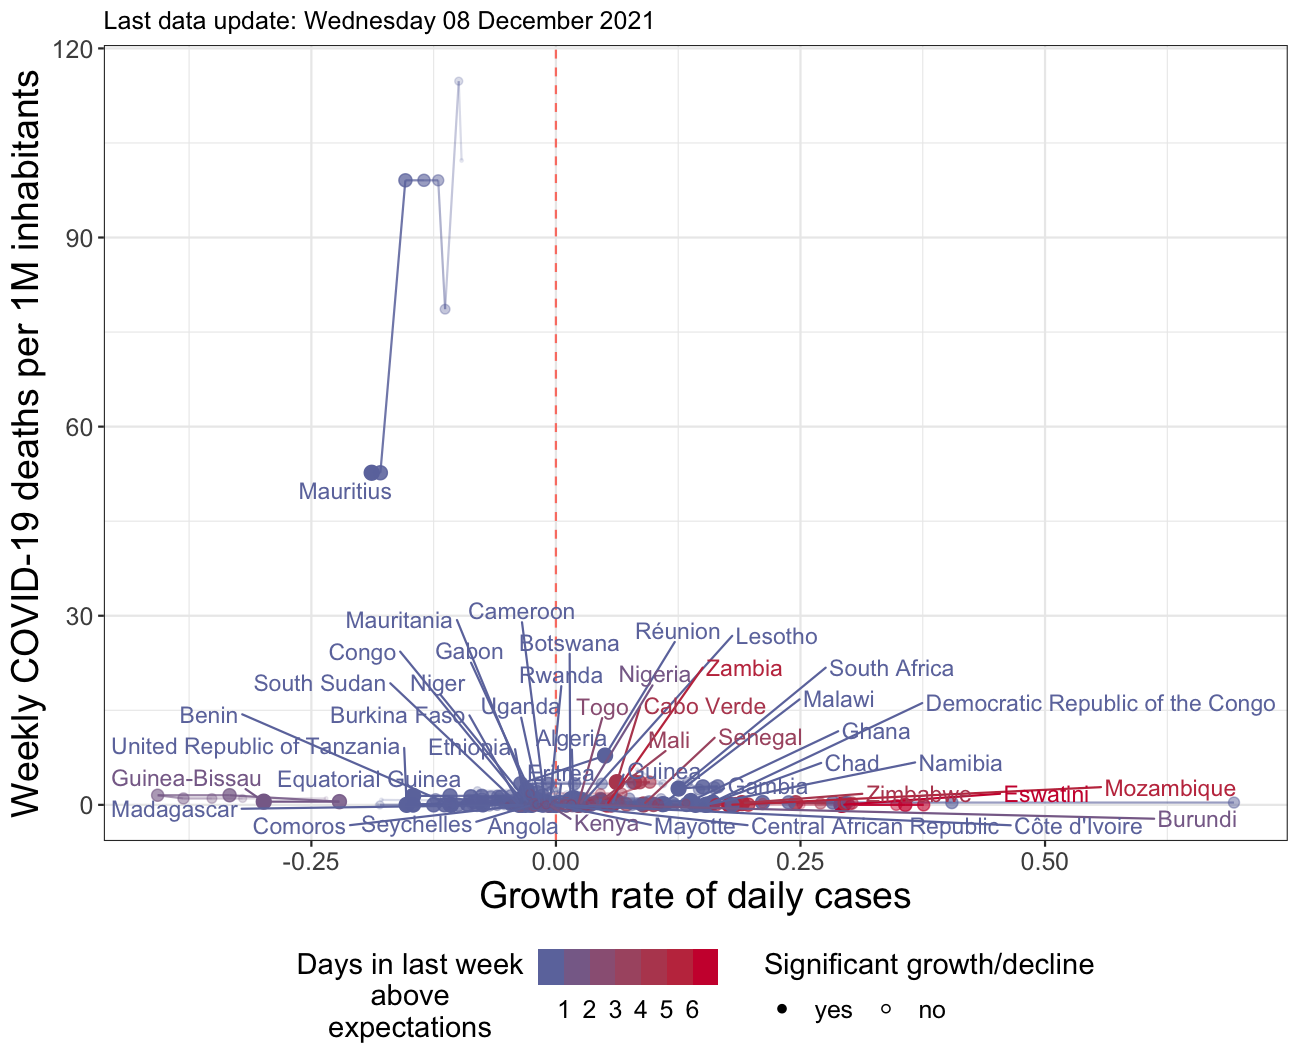 Last data update: Wednesday 08 December 2021
Weekly COVID-19 deaths per 1M inhabitants
120
90
60
30
0
Mauritius
Cameroon
Mauritania
Réunion
Lesotho
Botswana
Congo
Gabon
Zambia
South Africa
Rwanda
Nigeria
South Sudan
Niger
Malawi
Democratic Republic of the Congo
Uganda
Togo
Cabo Verde
Benin
Burkina Faso
Ghana
Algeria
Mali
Senegal
United Republic of Tanzania
Ethiopia
Chad
Namibia
Eritrea
Guinea
Guinea-Bissau
Equatorial Guinea
Gambia
Zimbabwe
Eswatini
Mozambique
Madagascar
Burundi
Comoros
Seychelles
Angola
Kenya
Mayotte
Central African Republic
Côte d'Ivoire
-0.25
0.00
0.25
0.50
Growth rate of daily cases
Days in last week
above
expectations
1 2 3 4 5 6
Significant growth/decline
yes
no